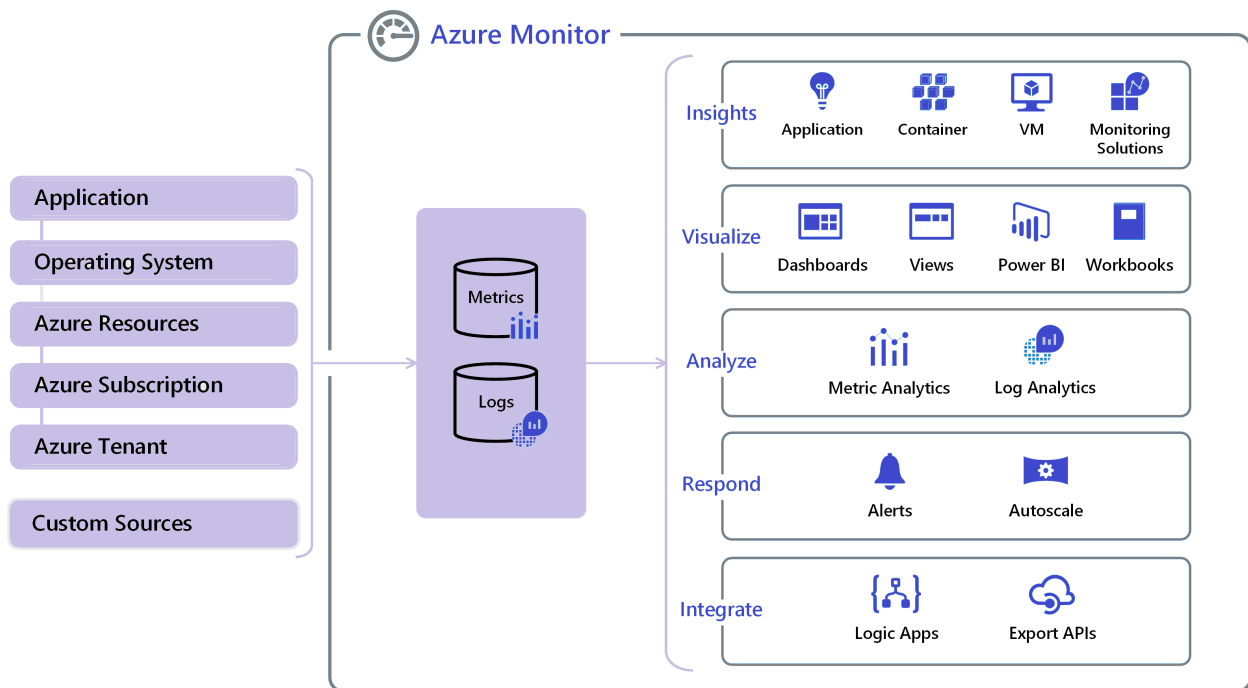 Azure Monitor
Application
Operating System
Azure Resources
Azure Subscription
Azure Tenant
Custom Sources
Metrics
Logs
Insights
Application
Container
VM
Monitoring
Solutions
Visualize
Dashboards
Views
Power BI
Workbooks
Analyze
Metric Analytics
Log Analytics
Respond
Alerts
Autoscale
Integrate
Logic Apps
Export APIs